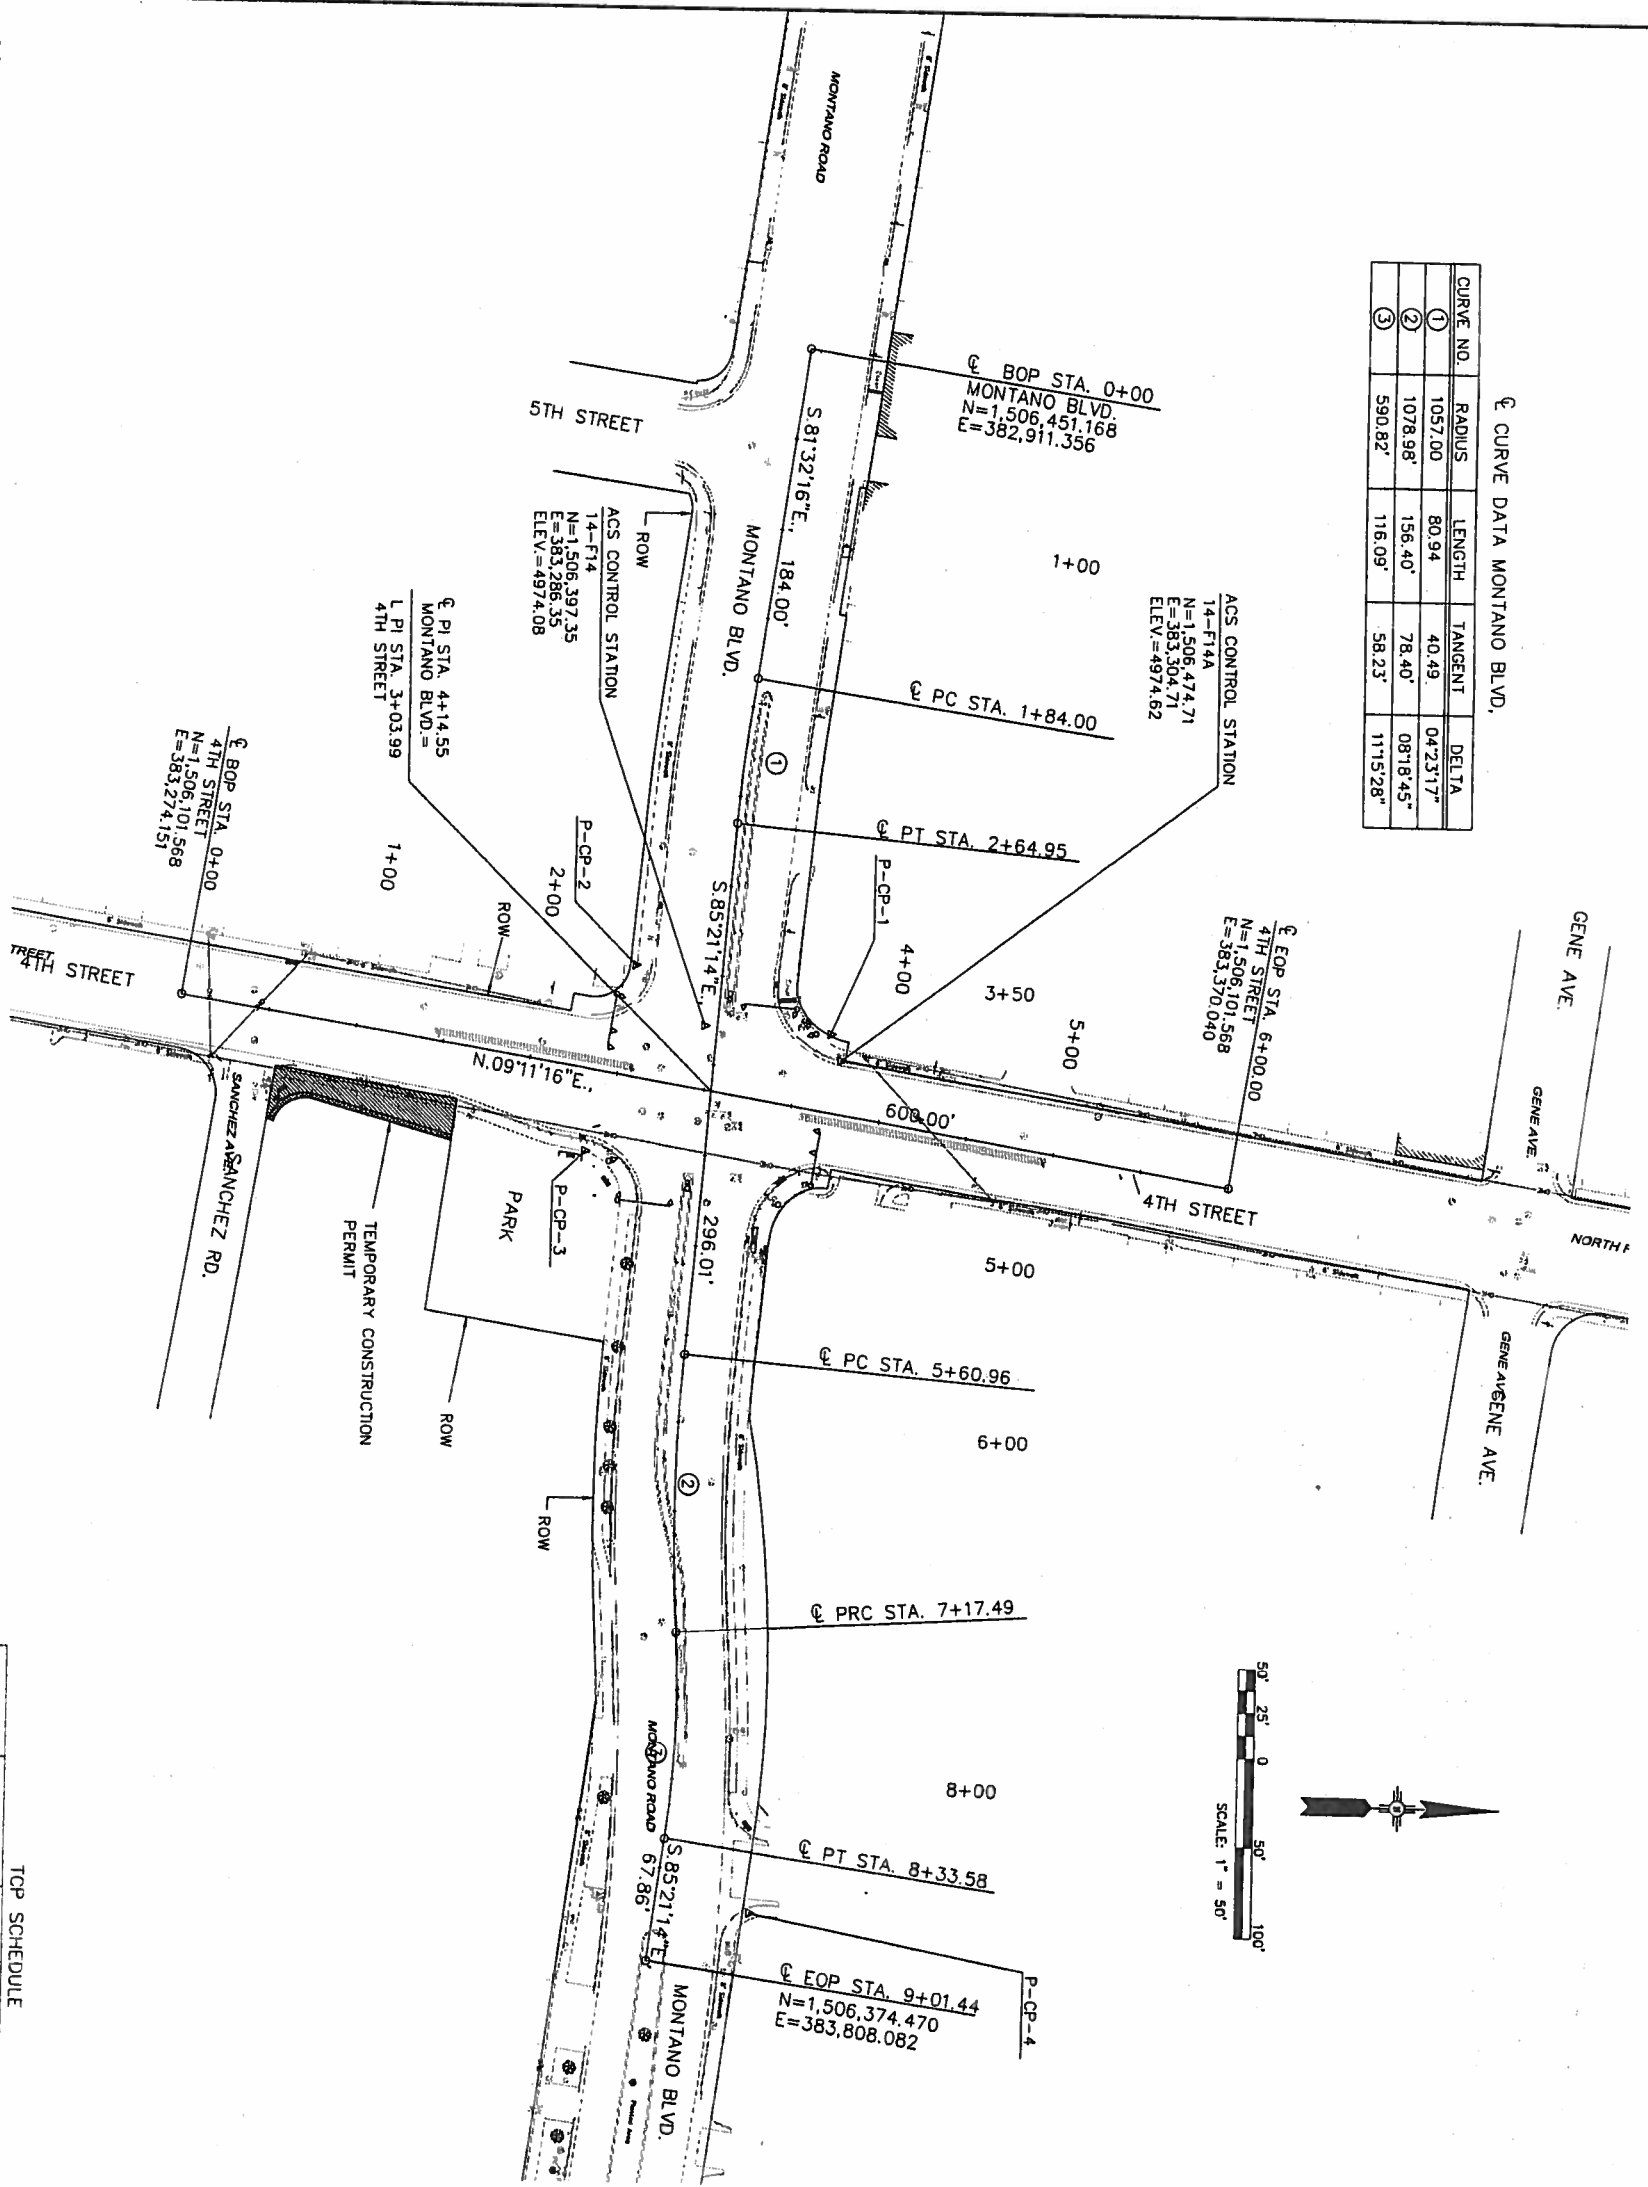 ℄ CURVE DATA MONTANO BLVD,
CURVE NO. RADIUS LENGTH TANGENT DELTA
① 1057.00 80.94 40.49 04°23'17"
② 1078.98' 156.40' 78.40' 08°18'45"
③ 590.82' 116.09' 58.23' 11°15'28"
MONTANO ROAD
℄ BOP STA. 0+00
MONTANO BLVD.
N=1,506,451.168
E=382,911.356
S.81°32'16"E., 184.00'
5TH STREET
MONTANO BLVD.
1+00
ROW
ACS CONTROL STATION
14-F14A
N=1,506,474.71
E=383,304.71
ELEV.=4974.62
℄ PC STA. 1+84.00
①
℄ PT STA. 2+64.95
ACS CONTROL STATION
14-F14
N=1,506,397.35
E=383,286.35
ELEV.=4974.08
℄ PI STA. 4+14.55
MONTANO BLVD.=
L PI STA. 3+03.99
4TH STREET
℄ BOP STA. 0+00
4TH STREET
N=1,506,101.568
E=383,274.151
1+00
P-CP-2
2+00
ROW
P-CP-1
4+00
3+50
5+00
℄ EOP STA. 6+00.00
4TH STREET
N=1,506,101.568
E=383,370.040
GENE AVE.
GENE AVE.
S.85°21'14"E.,
TREET
4TH STREET
N.09°11'16"E.,
600.00'
4TH STREET
NORTH F
SANCHEZ AVE
SANCHEZ RD.
PARK
P-CP-3
TEMPORARY CONSTRUCTION
PERMIT
296.01'
5+00
GENE AVE
GENE AVE.
ROW
℄ PC STA. 5+60.96
6+00
②
ROW
℄ PRC STA. 7+17.49
50' 25' 0 50' 100'
SCALE: 1" = 50'
MONTANO ROAD
③
8+00
℄ PT STA. 8+33.58
S.85°21'14"E
67.86'
℄ EOP STA. 9+01.44
N=1,506,374.470
E=383,808.082
P-CP-4
MONTANO BLVD.
TCP SCHEDULE